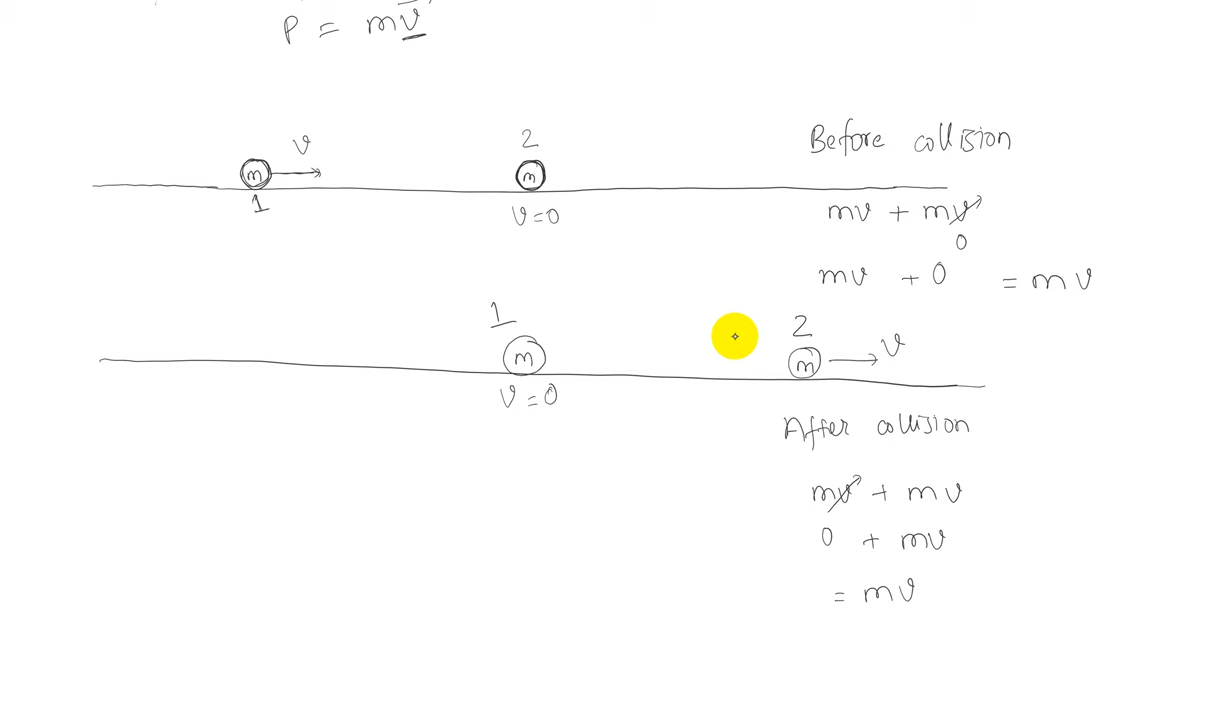 P = mv
2
Before collision
v
m
m
1
v=0
mv + mv
0
mv + 0 = mv
1
2
m
m
v
v=0
After collision
mv + mv
0 + mv
= mv